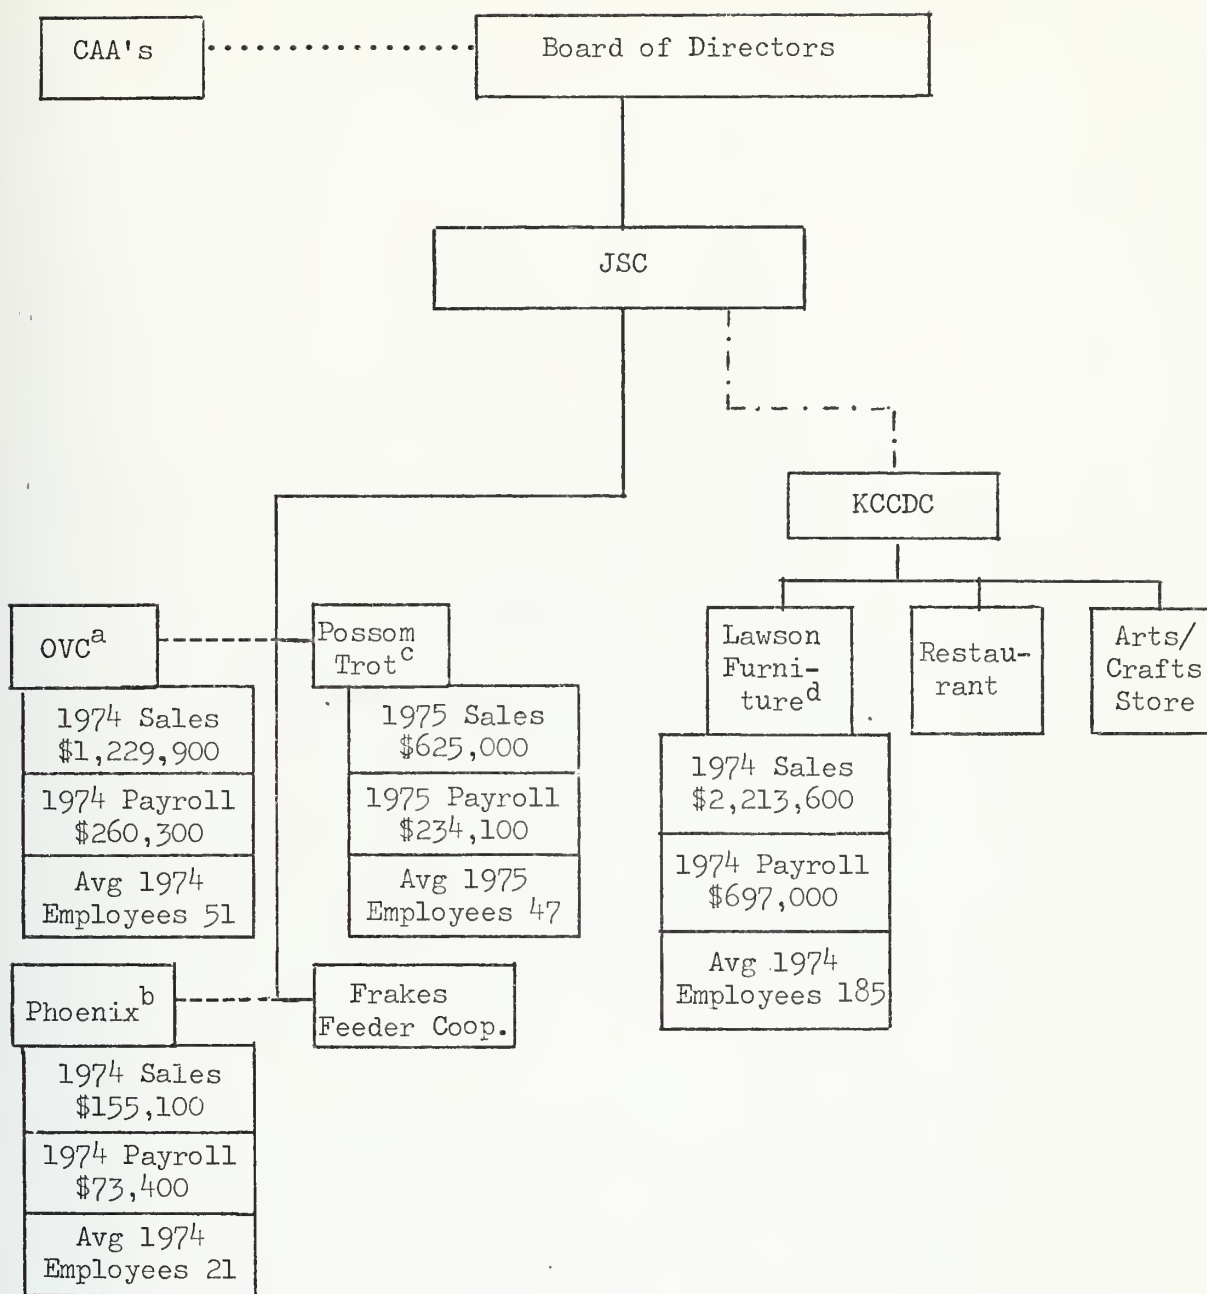 CAA's
Board of Directors
JSC
KCCDC
OVCa
Possom
Trotc
Lawson
Furni-
tured
Restau-
rant
Arts/
Crafts
Store
1974 Sales
$1,229,900
1974 Payroll
$260,300
Avg 1974
Employees 51
1975 Sales
$625,000
1975 Payroll
$234,100
Avg 1975
Employees 47
1974 Sales
$2,213,600
1974 Payroll
$697,000
Avg 1974
Employees 185
Phoenixb
Frakes
Feeder Coop.
1974 Sales
$155,100
1974 Payroll
$73,400
Avg 1974
Employees 21